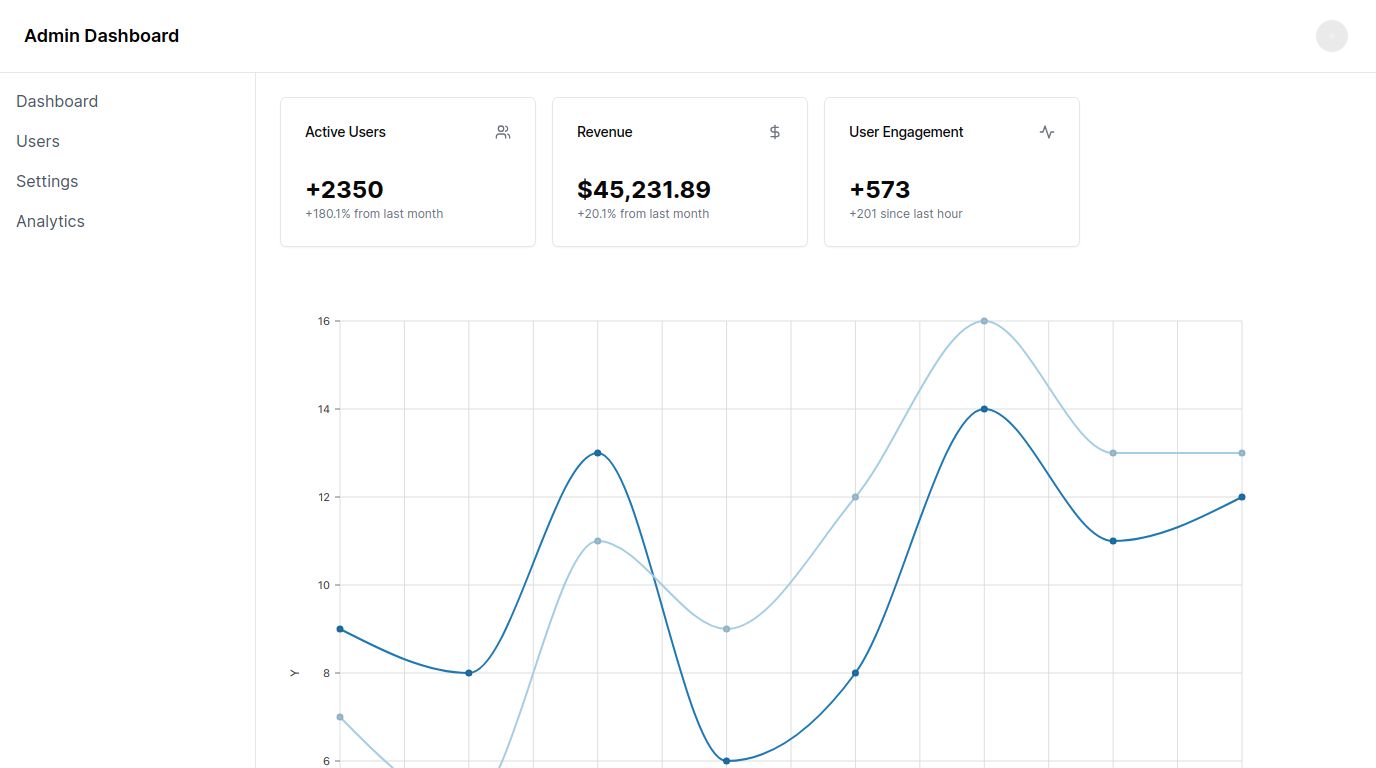 Admin Dashboard
Dashboard
Users
Settings
Analytics
Active Users
+2350
+180.1% from last month
Revenue
$45,231.89
+20.1% from last month
User Engagement
+573
+201 since last hour
16
14
12
10
8
6
Y